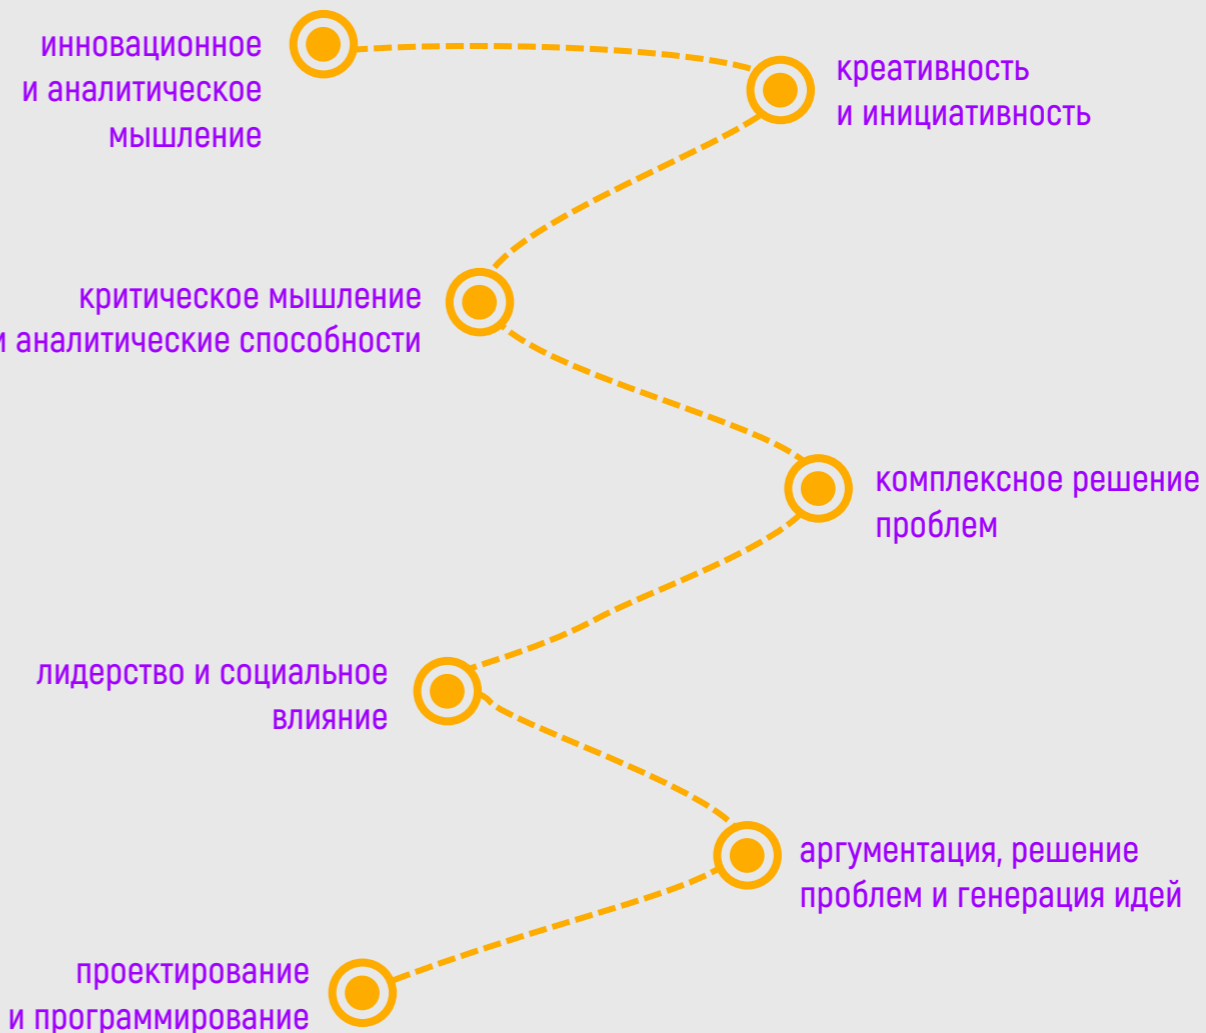 инновационное
и аналитическое
мышление
креативность
и инициативность
критическое мышление
и аналитические способности
комплексное решение
проблем
лидерство и социальное
влияние
аргументация, решение
проблем и генерация идей
проектирование
и программирование